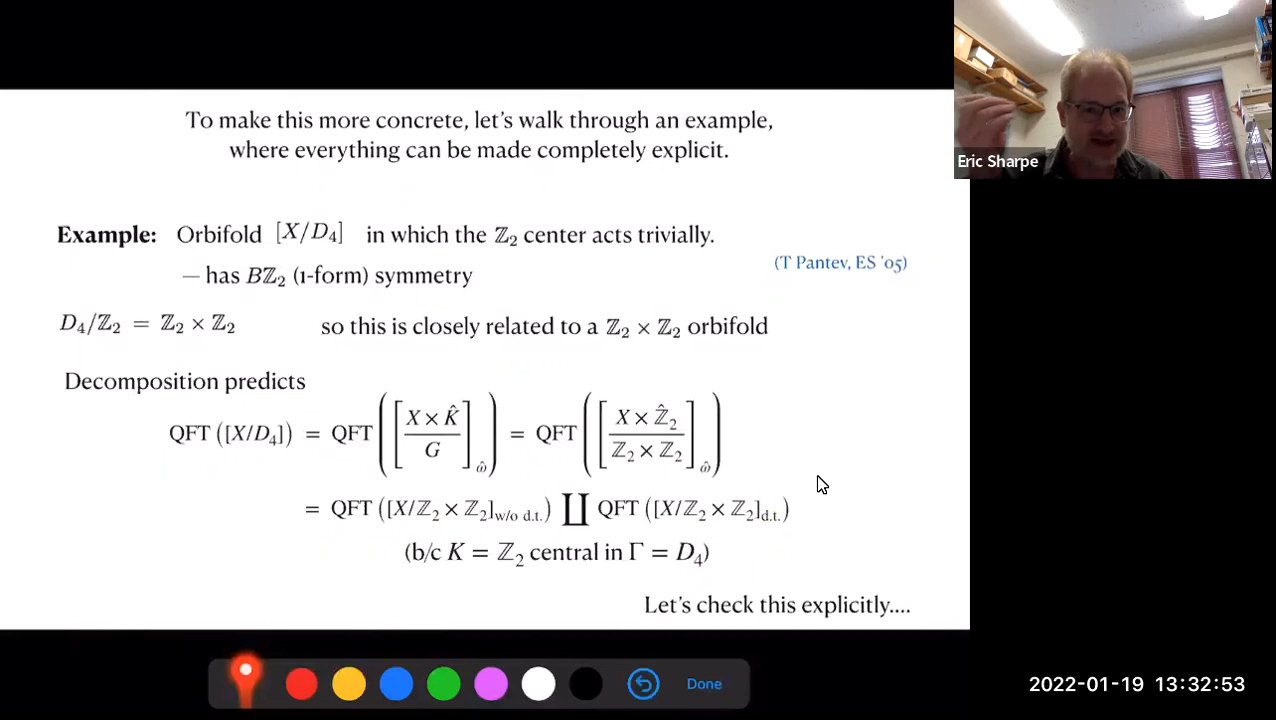 To make this more concrete, let's walk through an example,
where everything can be made completely explicit.
Eric Sharpe
Example: Orbifold [X/D₄] in which the ℤ₂ center acts trivially.
(T Pantev, ES '05)
— has Bℤ₂ (1-form) symmetry
D₄/ℤ₂ = ℤ₂ × ℤ₂ so this is closely related to a ℤ₂ × ℤ₂ orbifold
Decomposition predicts
QFT ([X/D₄]) = QFT ([X × K̂ / G]_ω̂) = QFT ([X × ℤ̂₂ / ℤ₂ × ℤ₂]_ω̂)
= QFT ([X/ℤ₂ × ℤ₂]w/o d.t.) ∐ QFT ([X/ℤ₂ × ℤ₂]d.t.)
(b/c K = ℤ₂ central in Γ = D₄)
Let's check this explicitly....
Done
2022-01-19 13:32:53